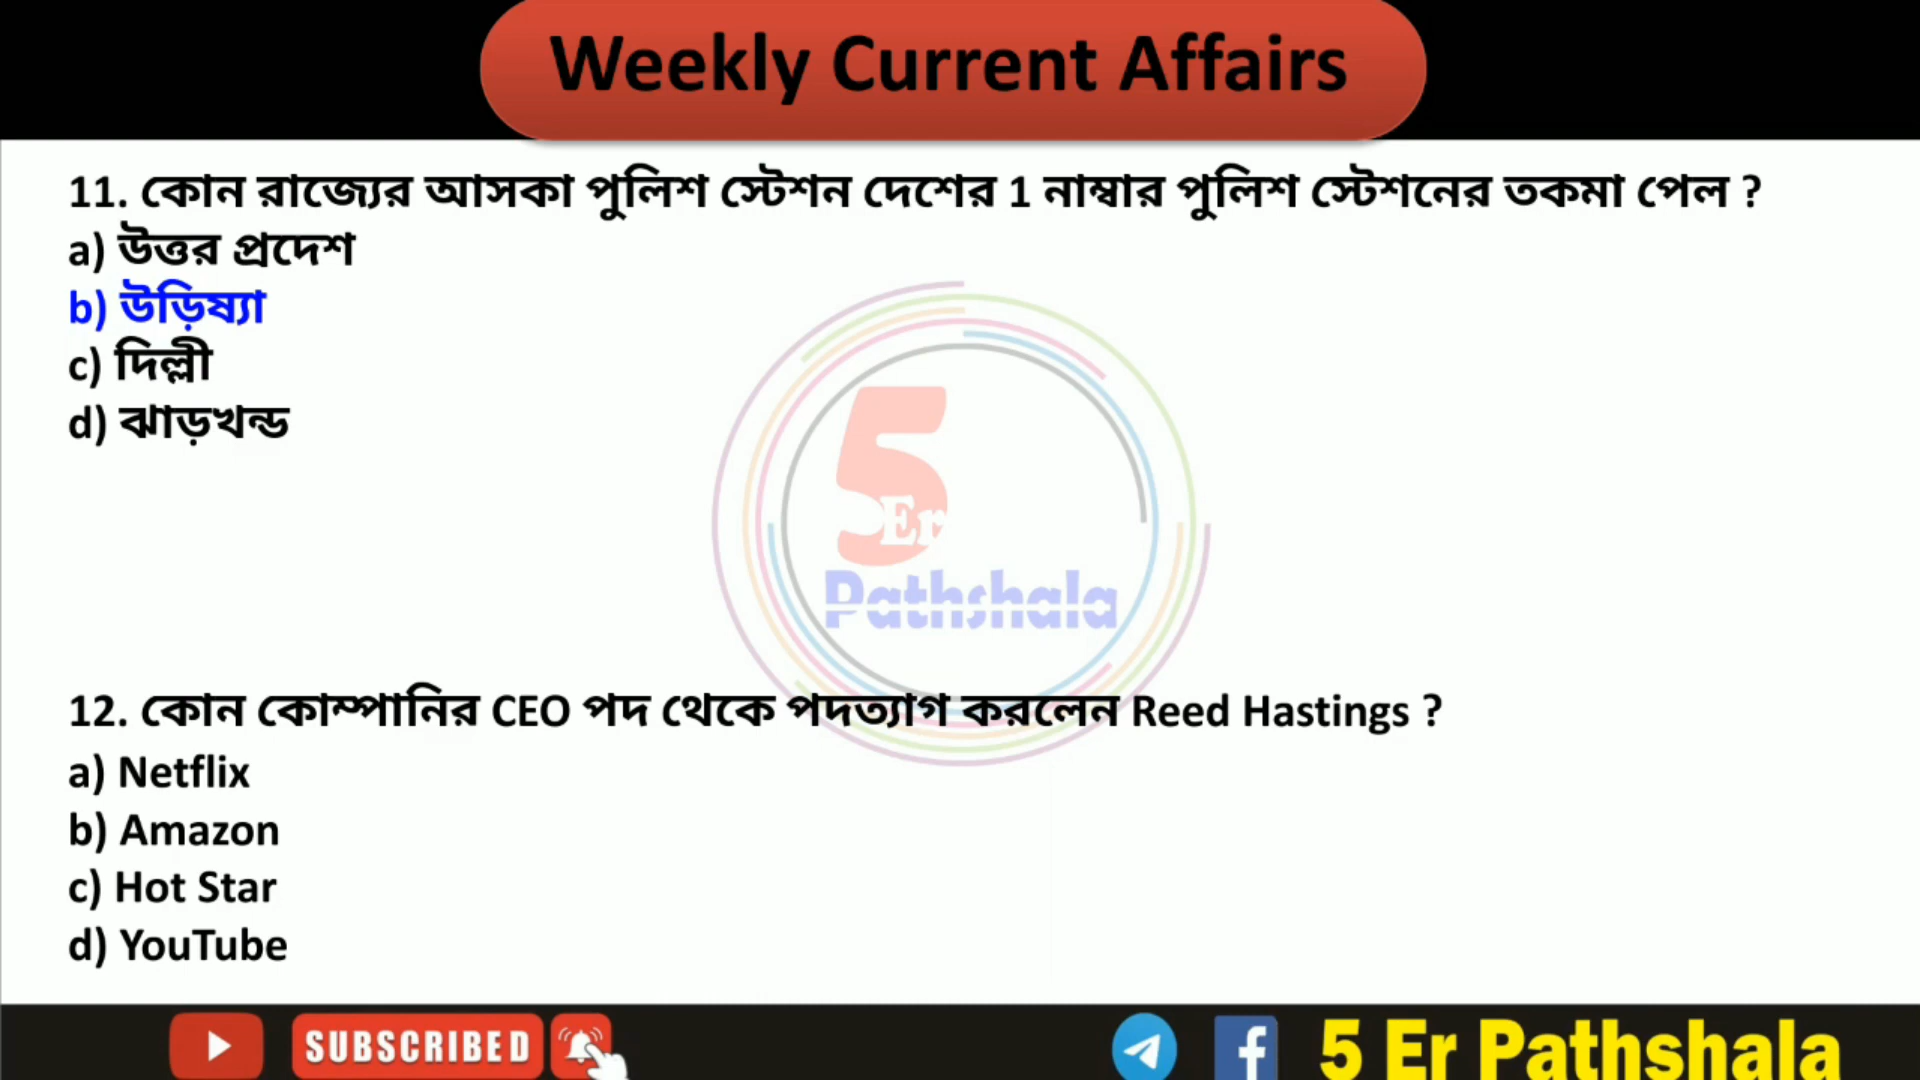 Weekly Current Affairs
11. কোন রাজ্যের আসকা পুলিশ স্টেশন দেশের 1 নাম্বার পুলিশ স্টেশনের তকমা পেল ?
a) উত্তর প্রদেশ
b) উড়িষ্যা
c) দিল্লী
d) ঝাড়খন্ড
5
Er
Pathshala
12. কোন কোম্পানির CEO পদ থেকে পদত্যাগ করলেন Reed Hastings ?
a) Netflix
b) Amazon
c) Hot Star
d) YouTube
SUBSCRIBED
5 Er Pathshala